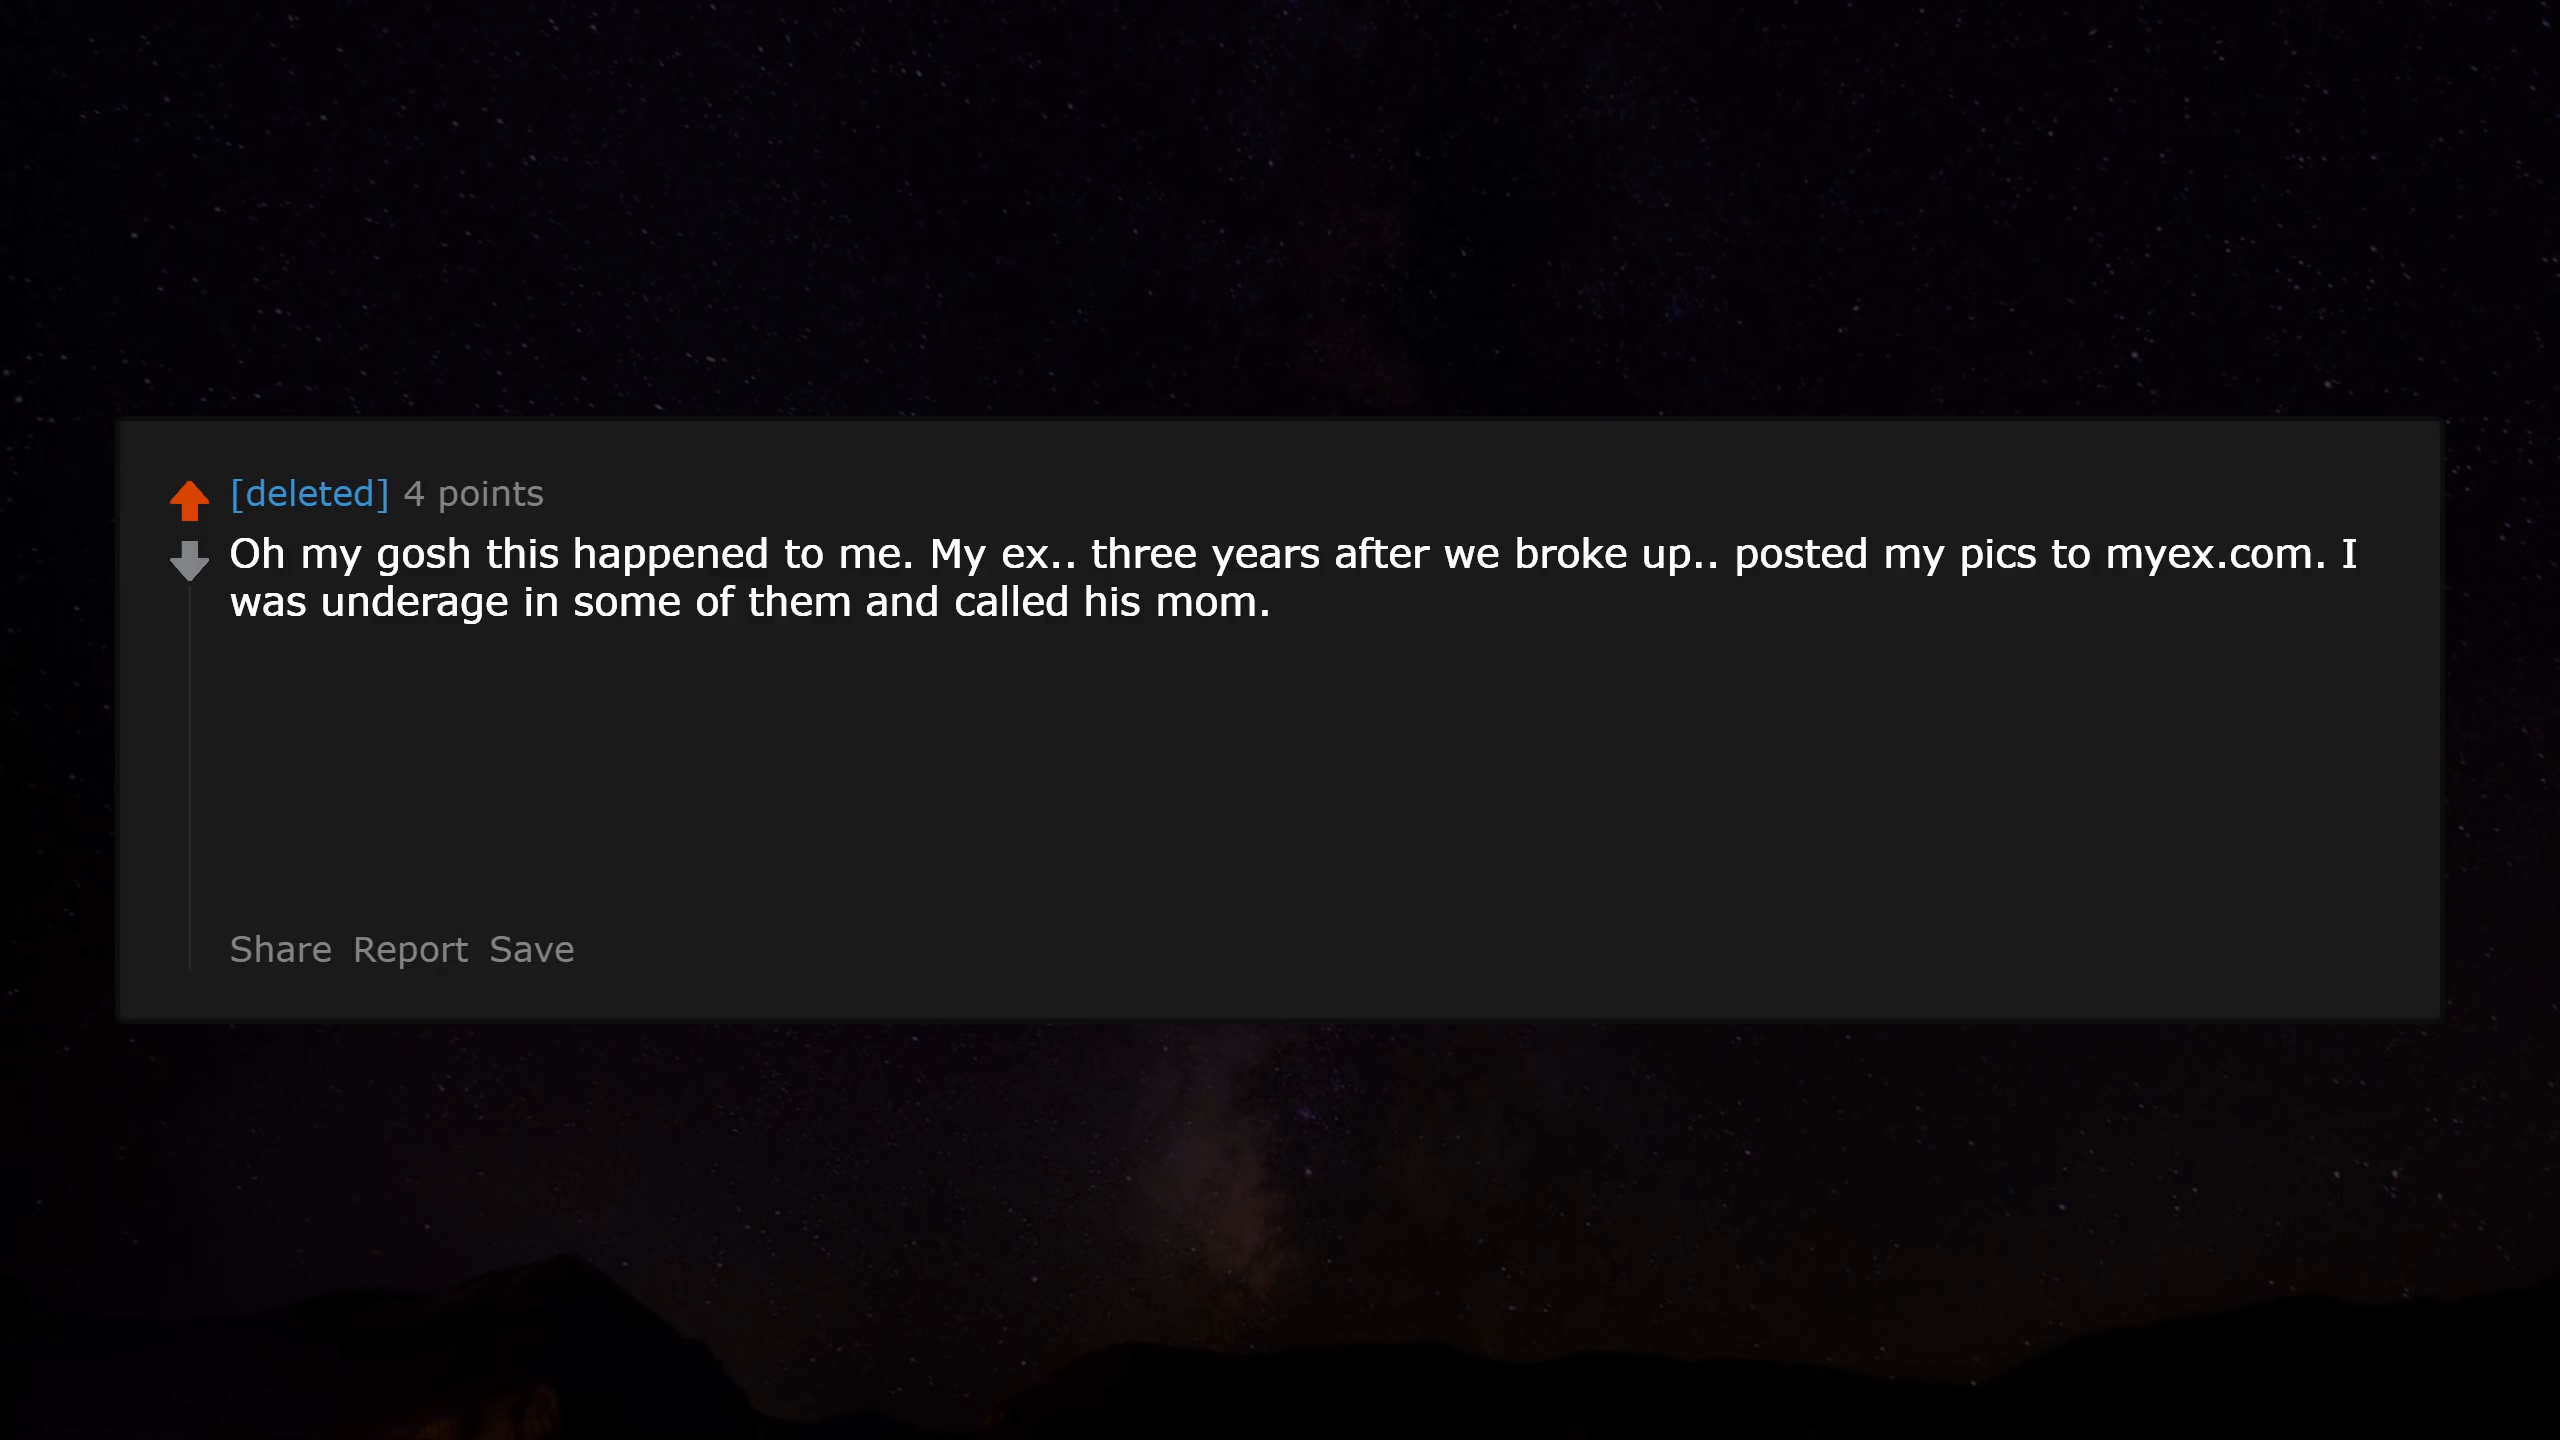 [deleted] 4 points
Oh my gosh this happened to me. My ex.. three years after we broke up.. posted my pics to myex.com. I
was underage in some of them and called his mom.
Share Report Save